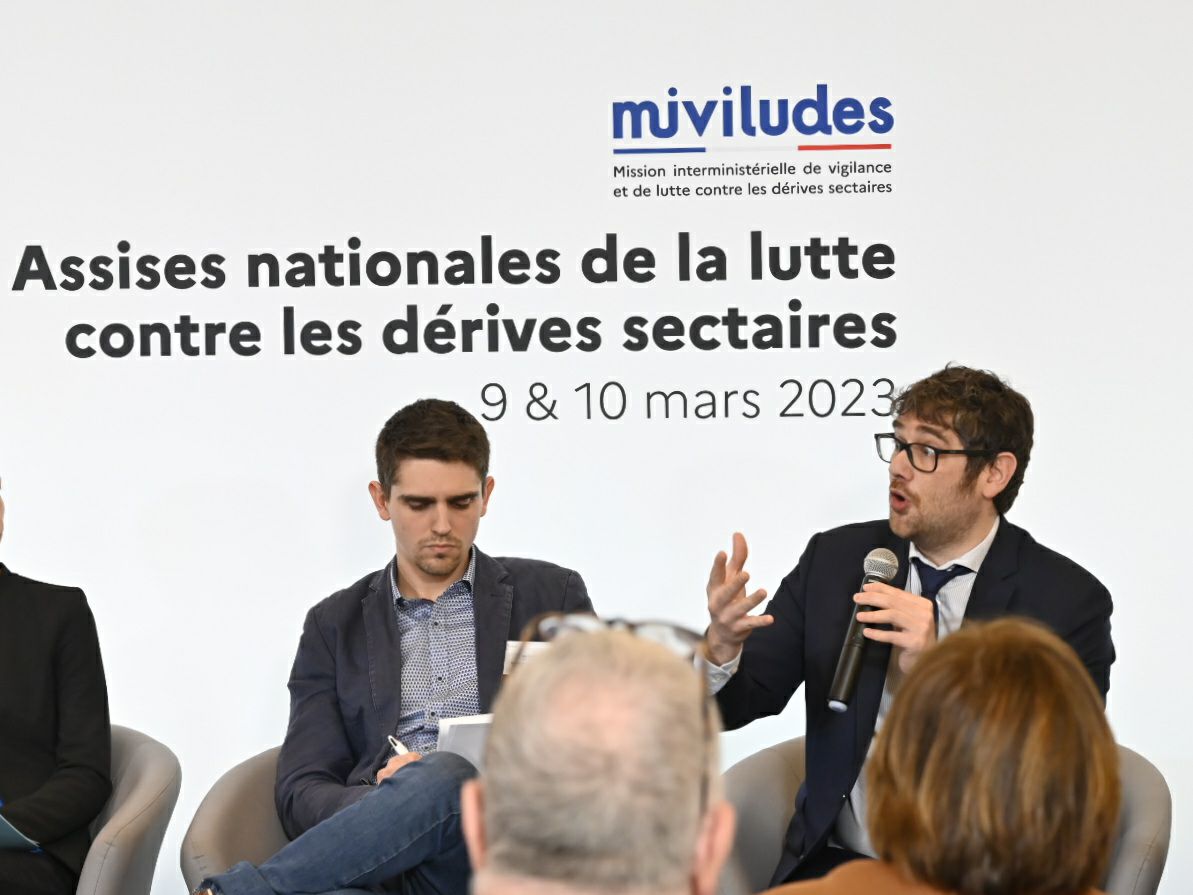 miviludes
Mission interministérielle de vigilance
et de lutte contre les dérives sectaires
Assises nationales de la lutte
contre les dérives sectaires
9 & 10 mars 2023